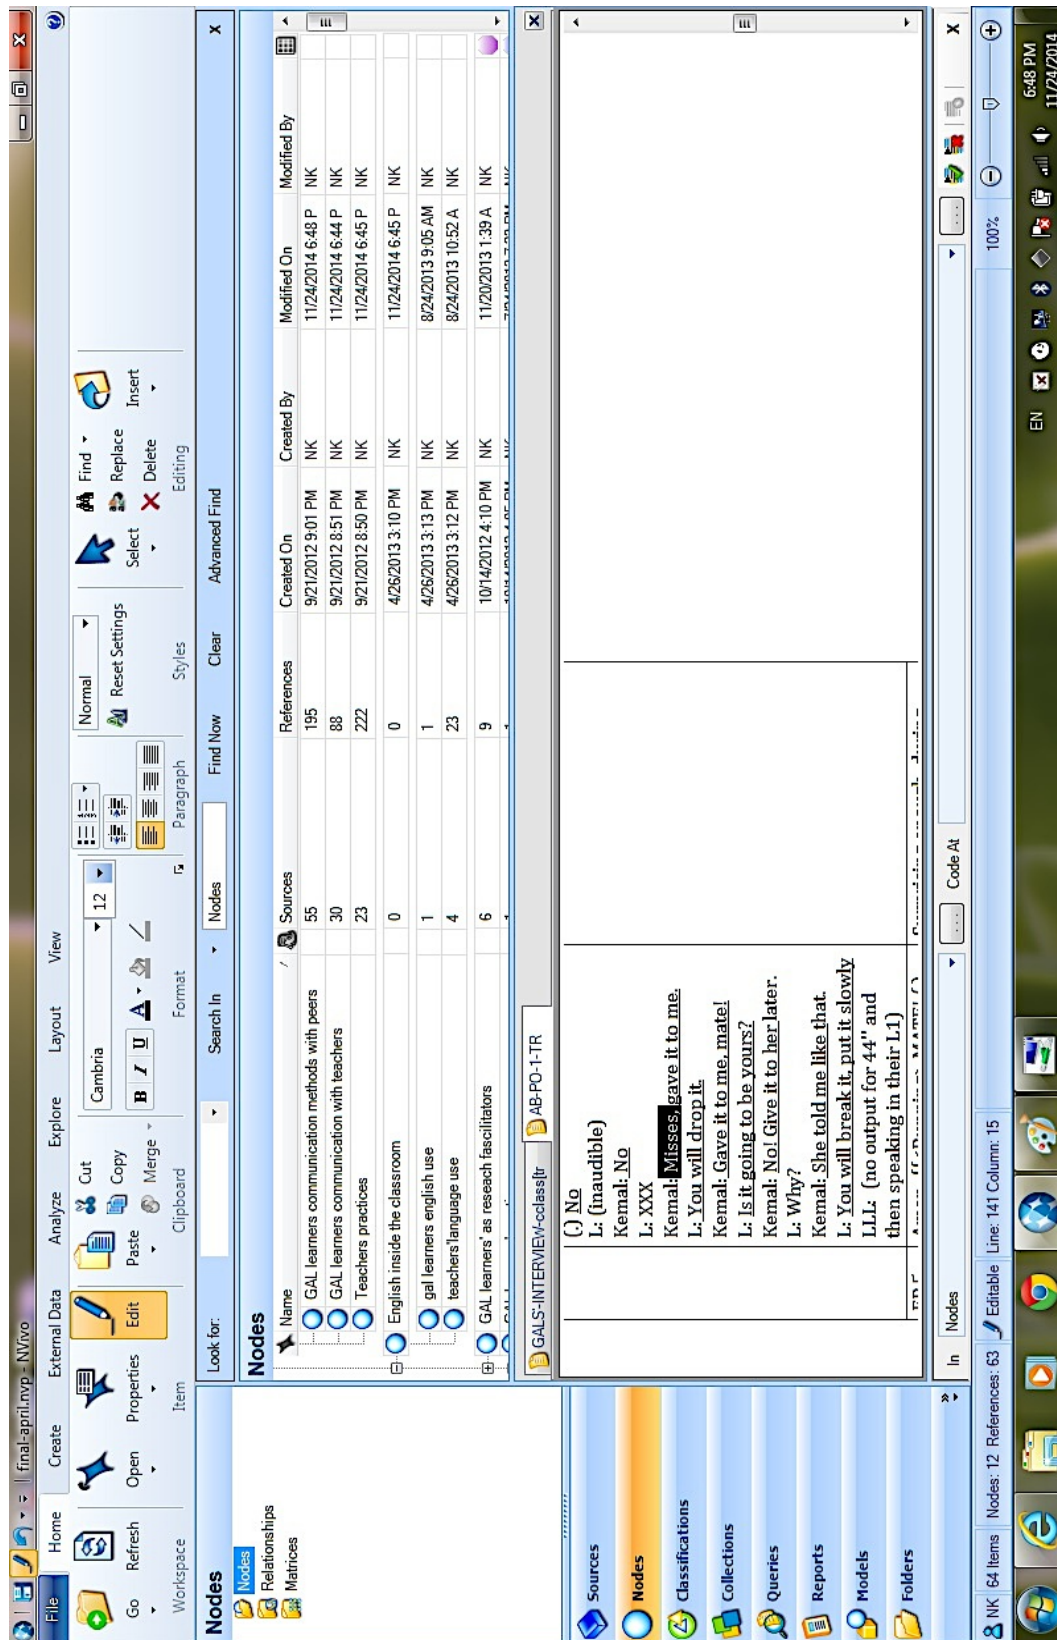 final-april.nvp - NVivo
File Home Create External Data Analyze Explore Layout View
Go Refresh Open Properties Edit Paste Cut Copy Merge
Cambria 12
B I U A
Normal
Reset Settings
Select Find Replace Delete Insert
Workspace Item Clipboard Format Paragraph Styles Editing
Look for: Search In Nodes Find Now Clear Advanced Find
Nodes
Nodes
Relationships
Matrices
Sources
Nodes
Classifications
Collections
Queries
Reports
Models
Folders
Nodes
Name Sources References Created On Created By Modified On Modified By
GAL learners communication methods with peers 55 195 9/21/2012 9:01 PM NK 11/24/2014 6:48 P NK
GAL learners communication with teachers 30 88 9/21/2012 8:51 PM NK 11/24/2014 6:44 P NK
Teachers practices 23 222 9/21/2012 8:50 PM NK 11/24/2014 6:45 P NK
English inside the classroom 0 0 4/26/2013 3:10 PM NK 11/24/2014 6:45 P NK
gal learners english use 1 1 4/26/2013 3:13 PM NK 8/24/2013 9:05 AM NK
teachers'language use 4 23 4/26/2013 3:12 PM NK 8/24/2013 10:52 A NK
GAL learners' as reseach fascilitators 6 9 10/14/2012 4:10 PM NK 11/20/2013 1:39 A NK
GALS'-INTERVIEW-cclass[tr AB-PO-1-TR
(.) No
L: (inaudible)
Kemal: No
L: XXX
Kemal: Misses, gave it to me.
L: You will drop it.
Kemal: Gave it to me, mate!
L: Is it going to be yours?
Kemal: No! Give it to her later.
L: Why?
Kemal: She told me like that.
L: You will break it, put it slowly
LLL: (no output for 44" and
then speaking in their L1)
In Nodes ... Code At ...
NK 64 Items Nodes: 12 References: 63 Editable Line: 141 Column: 15 100%
EN 6:48 PM
11/24/2014